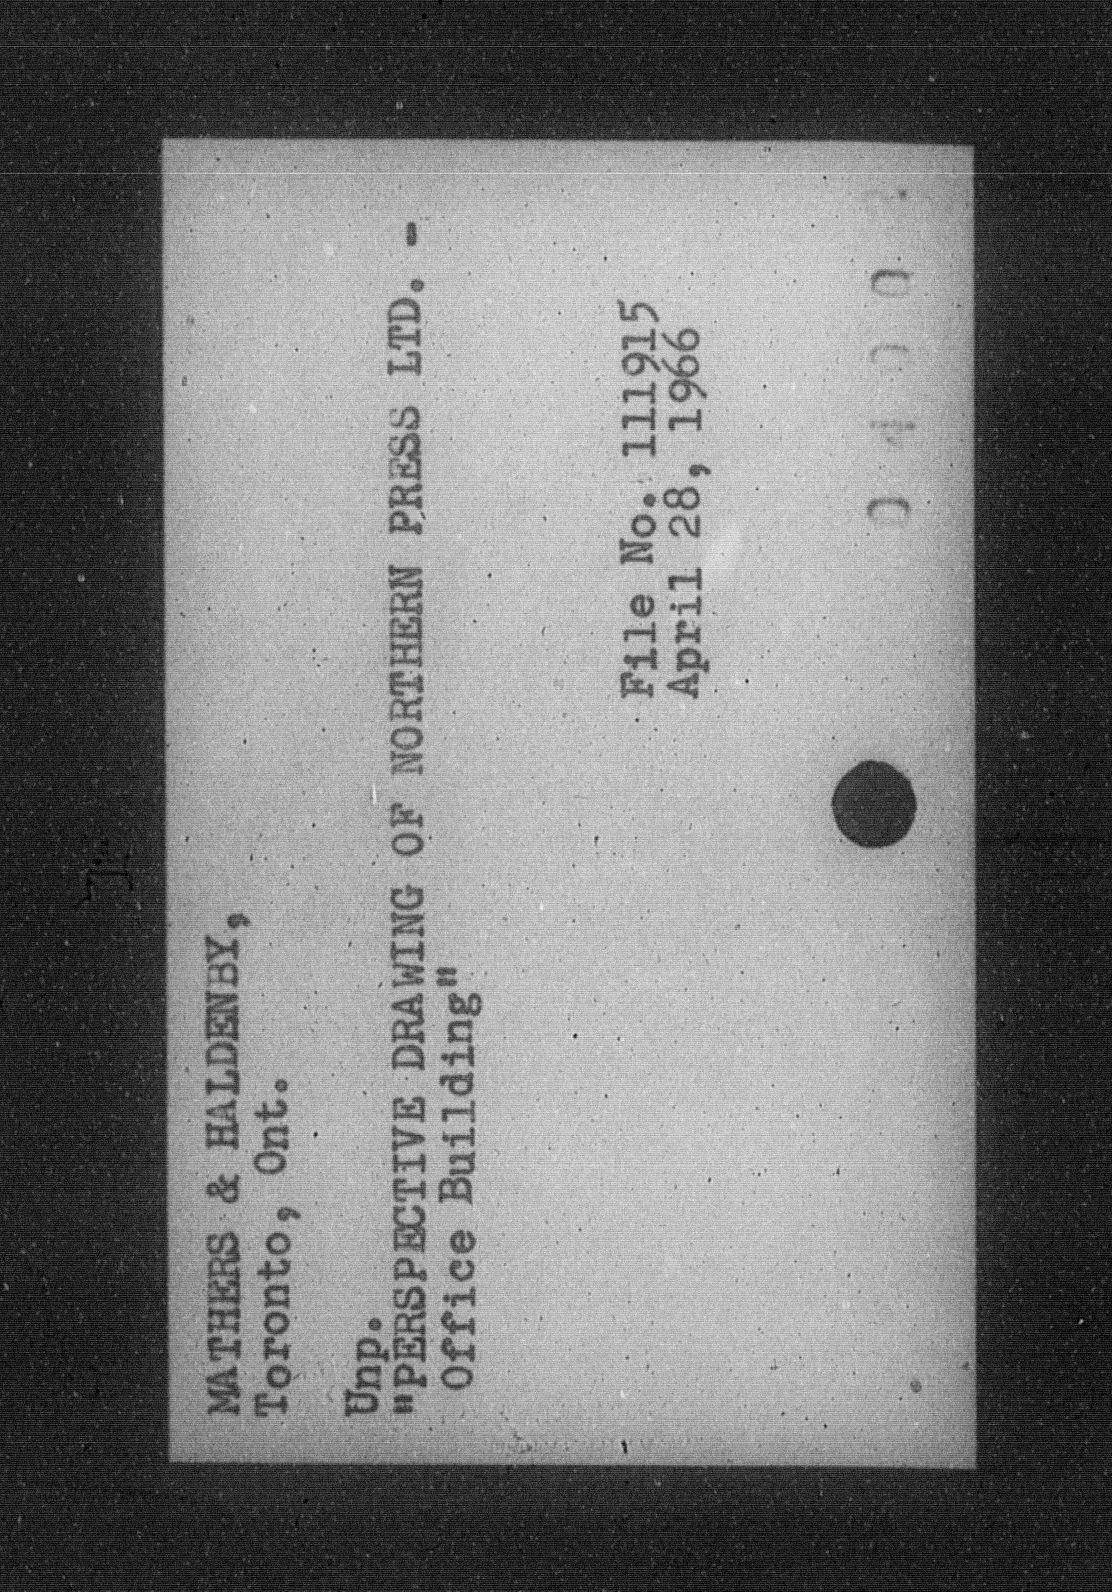 MATHERS & HALDENBY,
Toronto, Ont.
Unp.
"PERSPECTIVE DRAWING OF NORTHERN PRESS LTD. -
Office Building"
File No. 111915
April 28, 1966